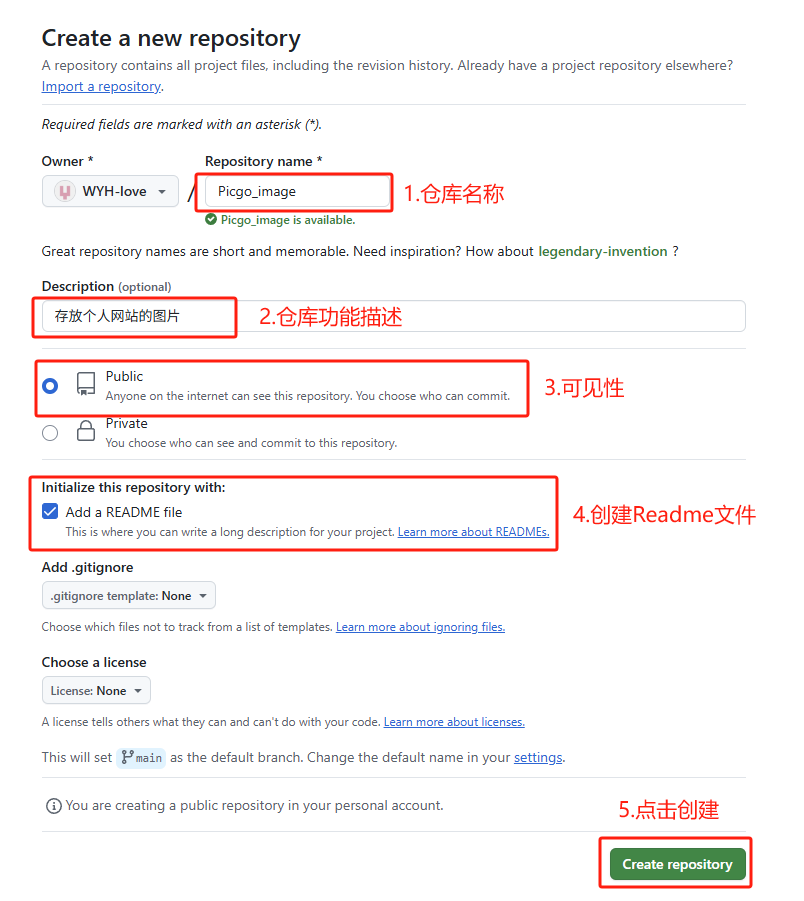 Create a new repository
A repository contains all project files, including the revision history. Already have a project repository elsewhere?
Import a repository.
Required fields are marked with an asterisk (*).
Owner * Repository name *
WYH-love / Picgo_image 1.仓库名称
Picgo_image is available.
Great repository names are short and memorable. Need inspiration? How about legendary-invention ?
Description (optional)
存放个人网站的图片 2.仓库功能描述
Public
Anyone on the internet can see this repository. You choose who can commit. 3.可见性
Private
You choose who can see and commit to this repository.
Initialize this repository with:
Add a README file 4.创建Readme文件
This is where you can write a long description for your project. Learn more about READMEs.
Add .gitignore
.gitignore template: None
Choose which files not to track from a list of templates. Learn more about ignoring files.
Choose a license
License: None
A license tells others what they can and can't do with your code. Learn more about licenses.
This will set main as the default branch. Change the default name in your settings.
You are creating a public repository in your personal account. 5.点击创建
Create repository